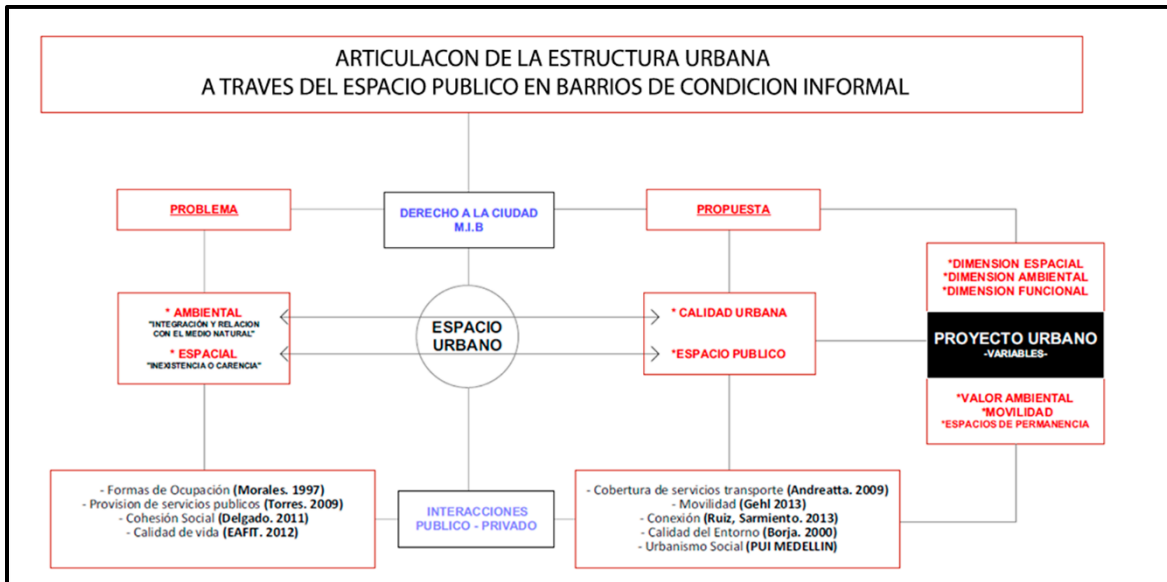 ARTICULACON DE LA ESTRUCTURA URBANA
A TRAVES DEL ESPACIO PUBLICO EN BARRIOS DE CONDICION INFORMAL
PROBLEMA
DERECHO A LA CIUDAD
M.I.B
PROPUESTA
*DIMENSION ESPACIAL
*DIMENSION AMBIENTAL
*DIMENSION FUNCIONAL
* AMBIENTAL
"INTEGRACIÓN Y RELACION
CON EL MEDIO NATURAL"
* ESPACIAL
"INEXISTENCIA O CARENCIA"
ESPACIO
URBANO
* CALIDAD URBANA
*ESPACIO PUBLICO
PROYECTO URBANO
-VARIABLES-
*VALOR AMBIENTAL
*MOVILIDAD
*ESPACIOS DE PERMANENCIA
- Formas de Ocupación (Morales. 1997)
- Provision de servicios publicos (Torres. 2009)
- Cohesión Social (Delgado. 2011)
- Calidad de vida (EAFIT. 2012)
INTERACCIONES
PUBLICO - PRIVADO
- Cobertura de servicios transporte (Andreatta. 2009)
- Movilidad (Gehl 2013)
- Conexión (Ruiz, Sarmiento. 2013)
- Calidad del Entorno (Borja. 2000)
- Urbanismo Social (PUI MEDELLIN)